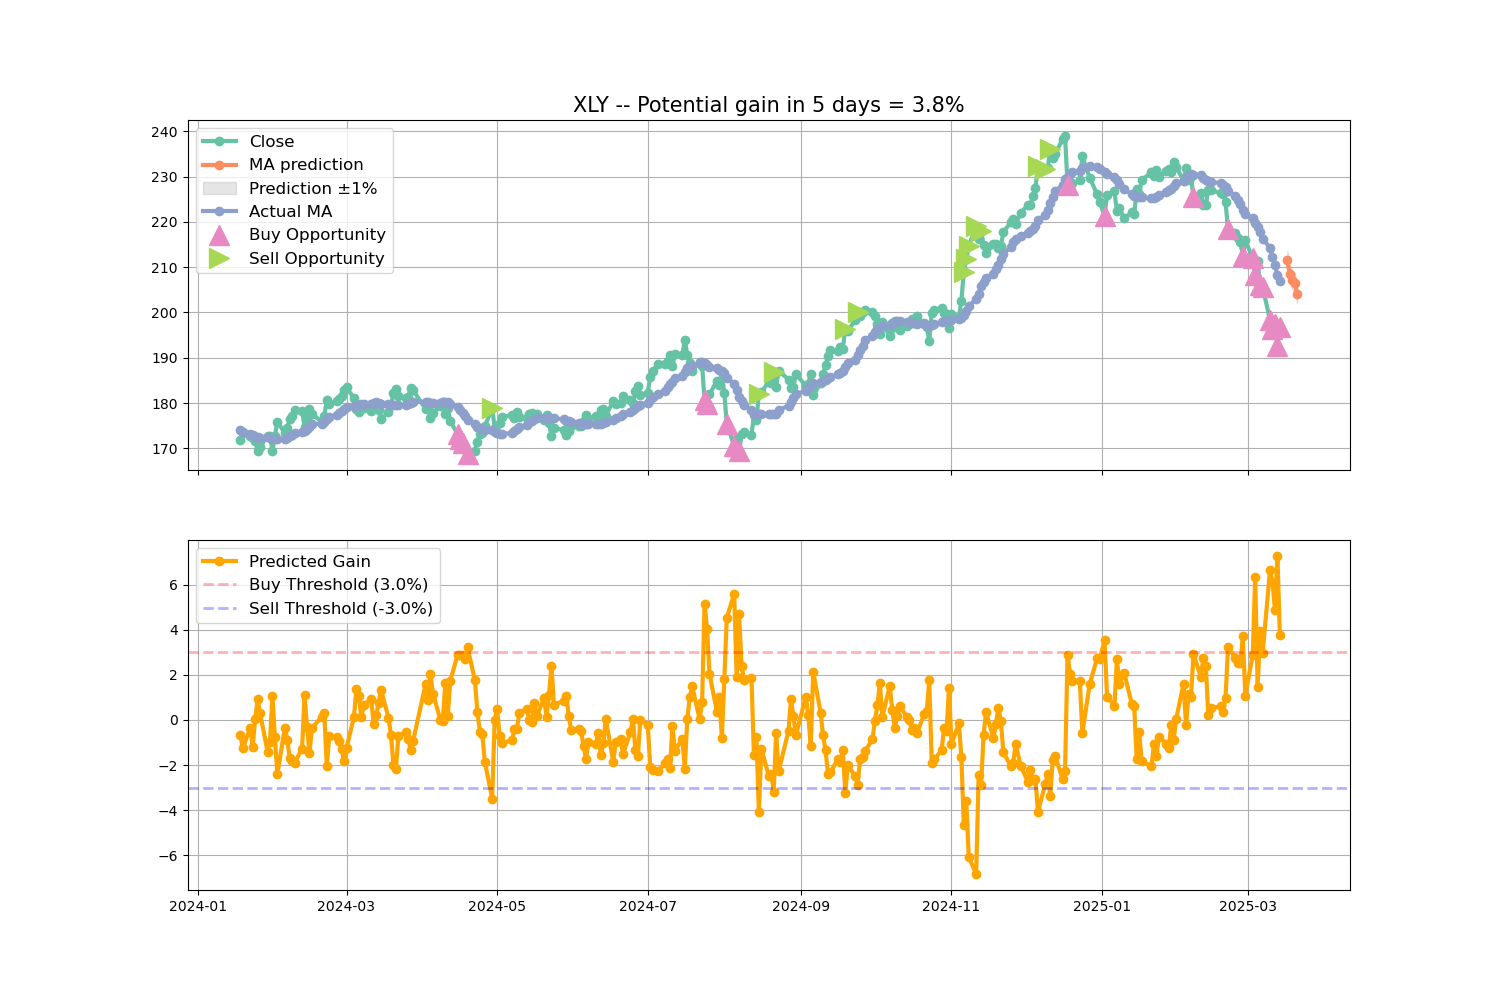 XLY -- Potential gain in 5 days = 3.8%
240
230
220
210
200
190
180
170
Close
MA prediction
Prediction ±1%
Actual MA
Buy Opportunity
Sell Opportunity
6
4
2
0
−2
−4
−6
Predicted Gain
Buy Threshold (3.0%)
Sell Threshold (-3.0%)
2024-01
2024-03
2024-05
2024-07
2024-09
2024-11
2025-01
2025-03